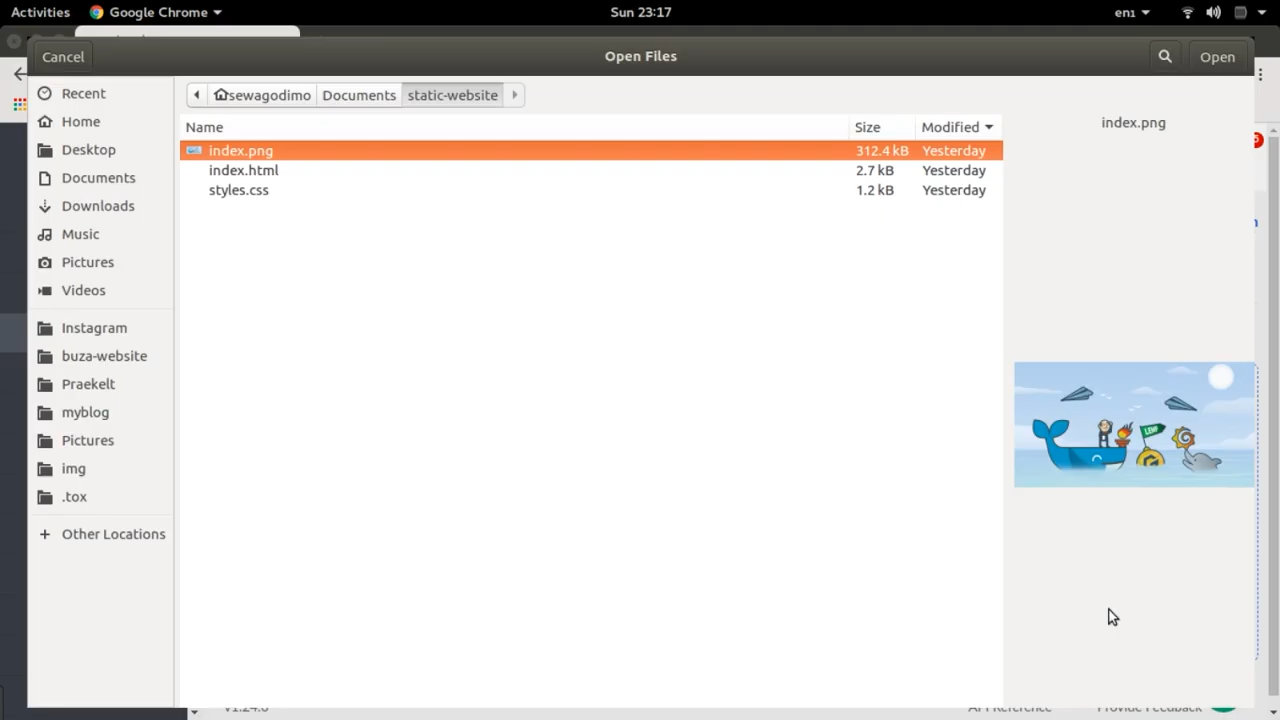 Activities Google Chrome Sun 23:17 en1
Cancel Open Files Open
Recent
Home
Desktop
Documents
Downloads
Music
Pictures
Videos
Instagram
buza-website
Praekelt
myblog
Pictures
img
.tox
Other Locations
sewagodimo Documents static-website
Name Size Modified
index.png 312.4 kB Yesterday
index.html 2.7 kB Yesterday
styles.css 1.2 kB Yesterday
index.png
LEMP
API Reference Provide Feedback